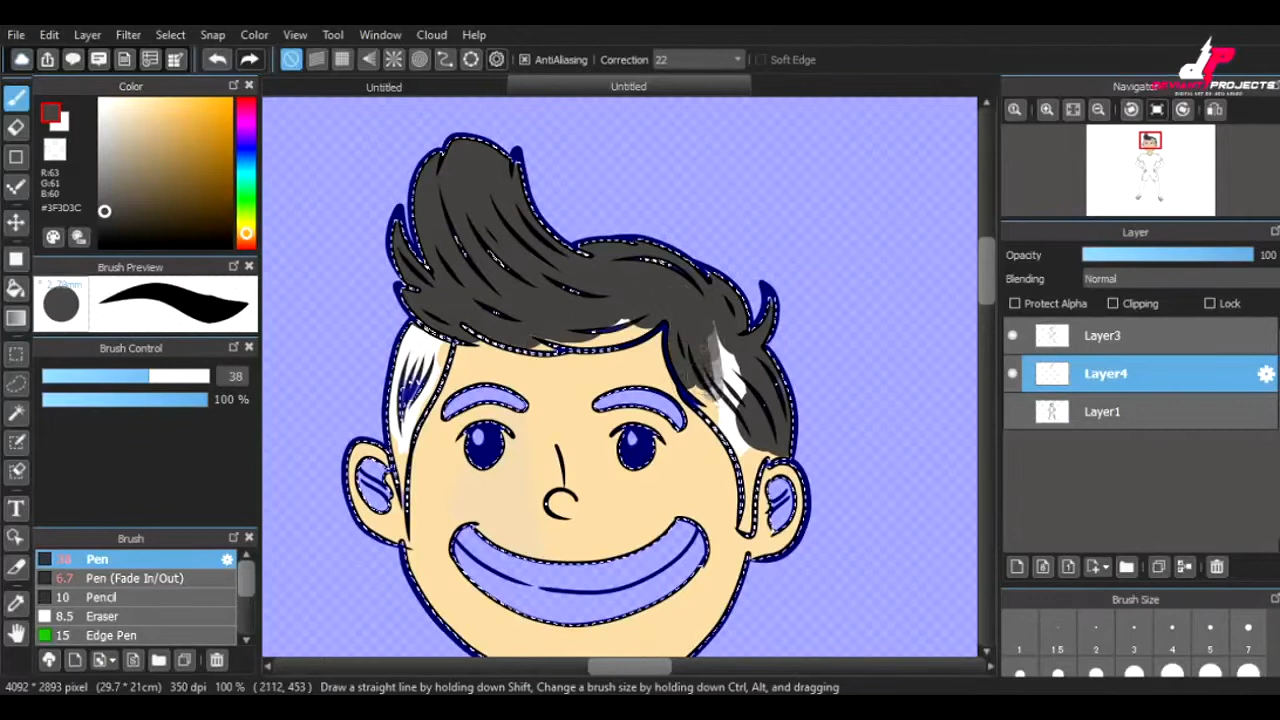 File Edit Layer Filter Select Snap Color View Tool Window Cloud Help
AntiAliasing Correction 22 Soft Edge
Color
Untitled
Untitled
Navigator
DEVIANT PROJECTS
R:63
G:61
B:60
#3F3D3C
Brush Preview
2.76mm
Brush Control
38
100 %
Brush
38 Pen
6.7 Pen (Fade In/Out)
10 Pencil
8.5 Eraser
15 Edge Pen
Layer
Opacity 100
Blending Normal
Protect Alpha Clipping Lock
Layer3
Layer4
Layer1
Brush Size
1 1.5 2 3 4 5 7
4092 * 2893 pixel (29.7 * 21cm) 350 dpi 100 % ( 2112, 453 ) Draw a straight line by holding down Shift, Change a brush size by holding down Ctrl, Alt, and dragging